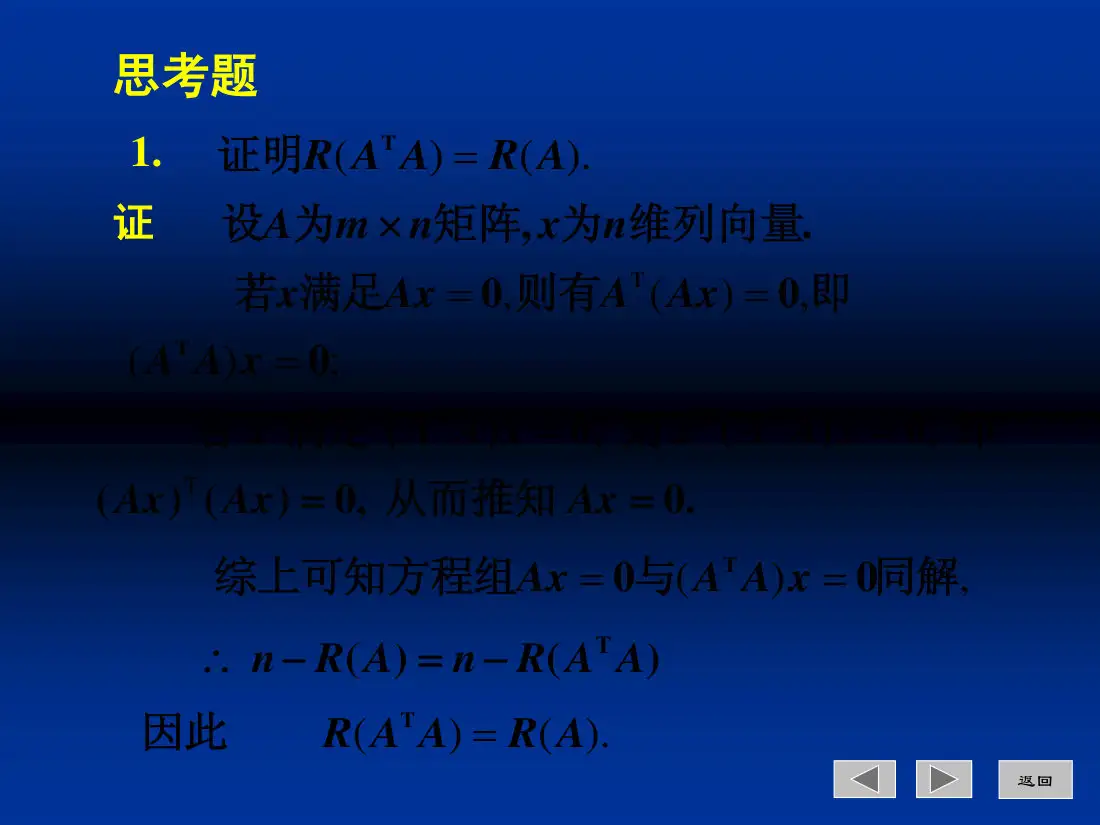 思考题
1. 证明R(AᵀA) = R(A).
证 设A为m × n矩阵, x为n维列向量.
若x满足Ax = 0,则有Aᵀ(Ax) = 0,即
(AᵀA)x = 0;
(Ax)ᵀ(Ax) = 0, 从而推知 Ax = 0.
综上可知方程组Ax = 0与(AᵀA)x = 0同解,
∴ n − R(A) = n − R(AᵀA)
因此 R(AᵀA) = R(A).
返回